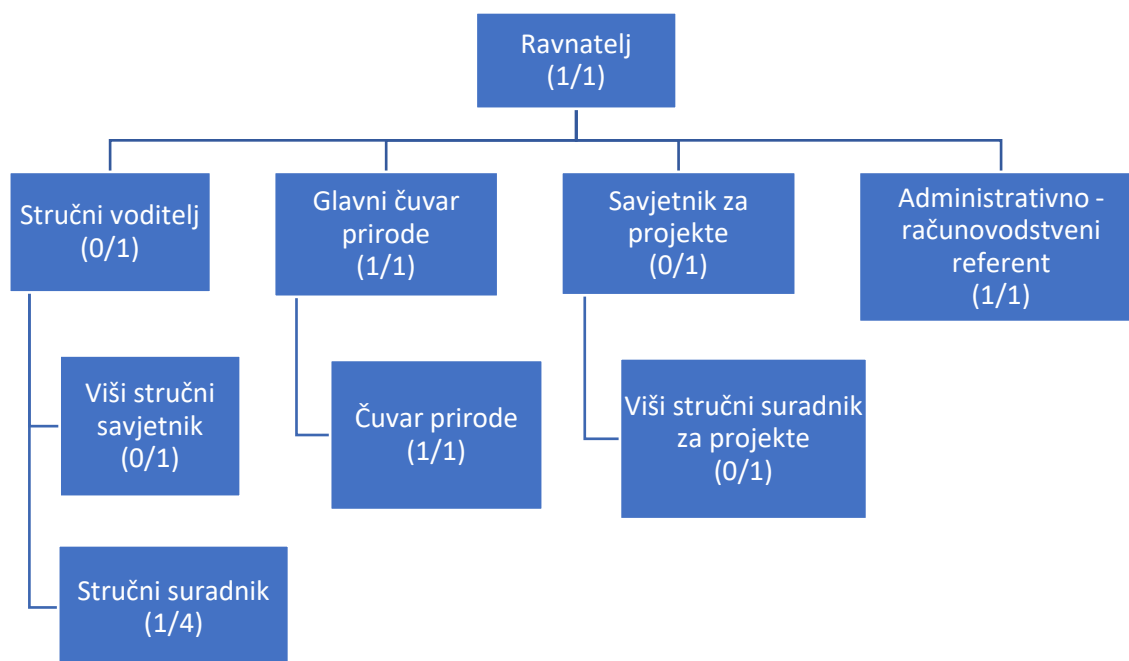 Ravnatelj
(1/1)
Stručni voditelj
(0/1)
Glavni čuvar
prirode
(1/1)
Savjetnik za
projekte
(0/1)
Administrativno -
računovodstveni
referent
(1/1)
Viši stručni
savjetnik
(0/1)
Čuvar prirode
(1/1)
Viši stručni suradnik
za projekte
(0/1)
Stručni suradnik
(1/4)